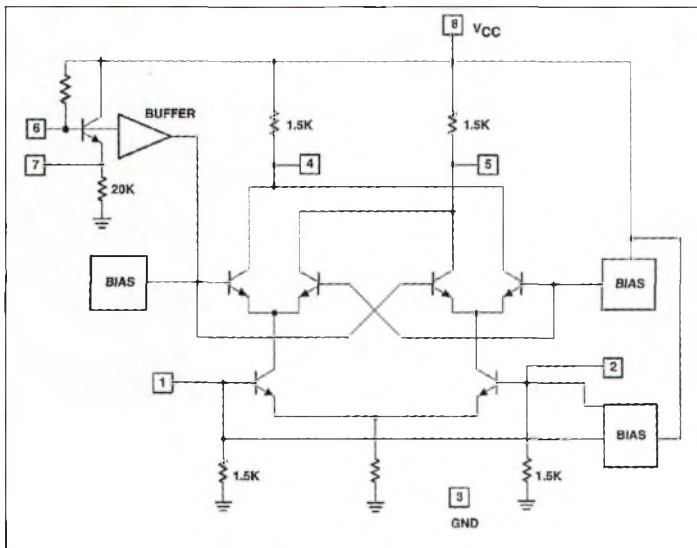 8 VCC
BUFFER
6
1.5K
1.5K
7
4
5
20K
BIAS
BIAS
1
2
BIAS
1.5K
3
1.5K
GND